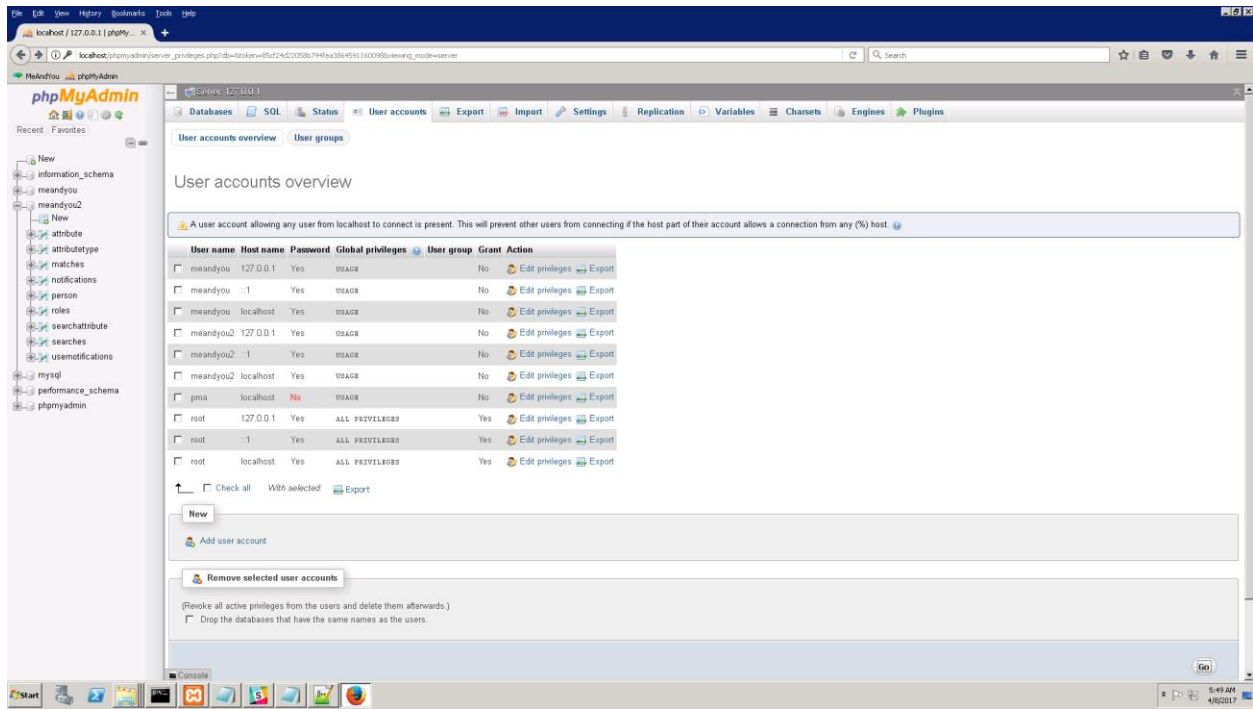 File Edit View History Bookmarks Tools Help
localhost / 127.0.0.1 | phpMy...
Search
MeAndYou phpMyAdmin
phpMyAdmin
Recent Favorites
New
information_schema
meandyou
meandyou2
New
attribute
attributetype
matches
notifications
person
roles
searchattribute
searches
usernotifications
mysql
performance_schema
phpmyadmin
Server: 127.0.0.1
Databases SQL Status User accounts Export Import Settings Replication Variables Charsets Engines Plugins
User accounts overview User groups
User accounts overview
A user account allowing any user from localhost to connect is present. This will prevent other users from connecting if the host part of their account allows a connection from any (%) host.
User name Host name Password Global privileges User group Grant Action
meandyou 127.0.0.1 Yes USAGE No Edit privileges Export
meandyou ::1 Yes USAGE No Edit privileges Export
meandyou localhost Yes USAGE No Edit privileges Export
meandyou2 127.0.0.1 Yes USAGE No Edit privileges Export
meandyou2 ::1 Yes USAGE No Edit privileges Export
meandyou2 localhost Yes USAGE No Edit privileges Export
pma localhost No USAGE No Edit privileges Export
root 127.0.0.1 Yes ALL PRIVILEGES Yes Edit privileges Export
root ::1 Yes ALL PRIVILEGES Yes Edit privileges Export
root localhost Yes ALL PRIVILEGES Yes Edit privileges Export
Check all With selected: Export
New
Add user account
Remove selected user accounts
(Revoke all active privileges from the users and delete them afterwards.)
Drop the databases that have the same names as the users.
Go
Console
Start
5:49 AM
4/8/2017